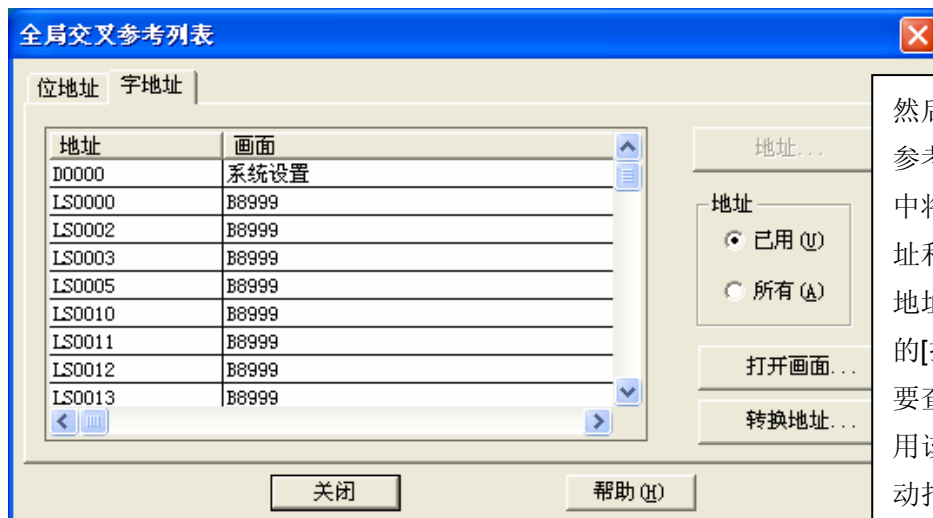 全局交叉参考列表
位地址 字地址
地址 画面
D0000 系统设置
LS0000 B8999
LS0002 B8999
LS0003 B8999
LS0005 B8999
LS0010 B8999
LS0011 B8999
LS0012 B8999
LS0013 B8999
地址...
地址
已用(U)
所有(A)
打开画面...
转换地址...
关闭
帮助(H)
然后
参考
中将
址和
地址
的[
要查
用该
动打